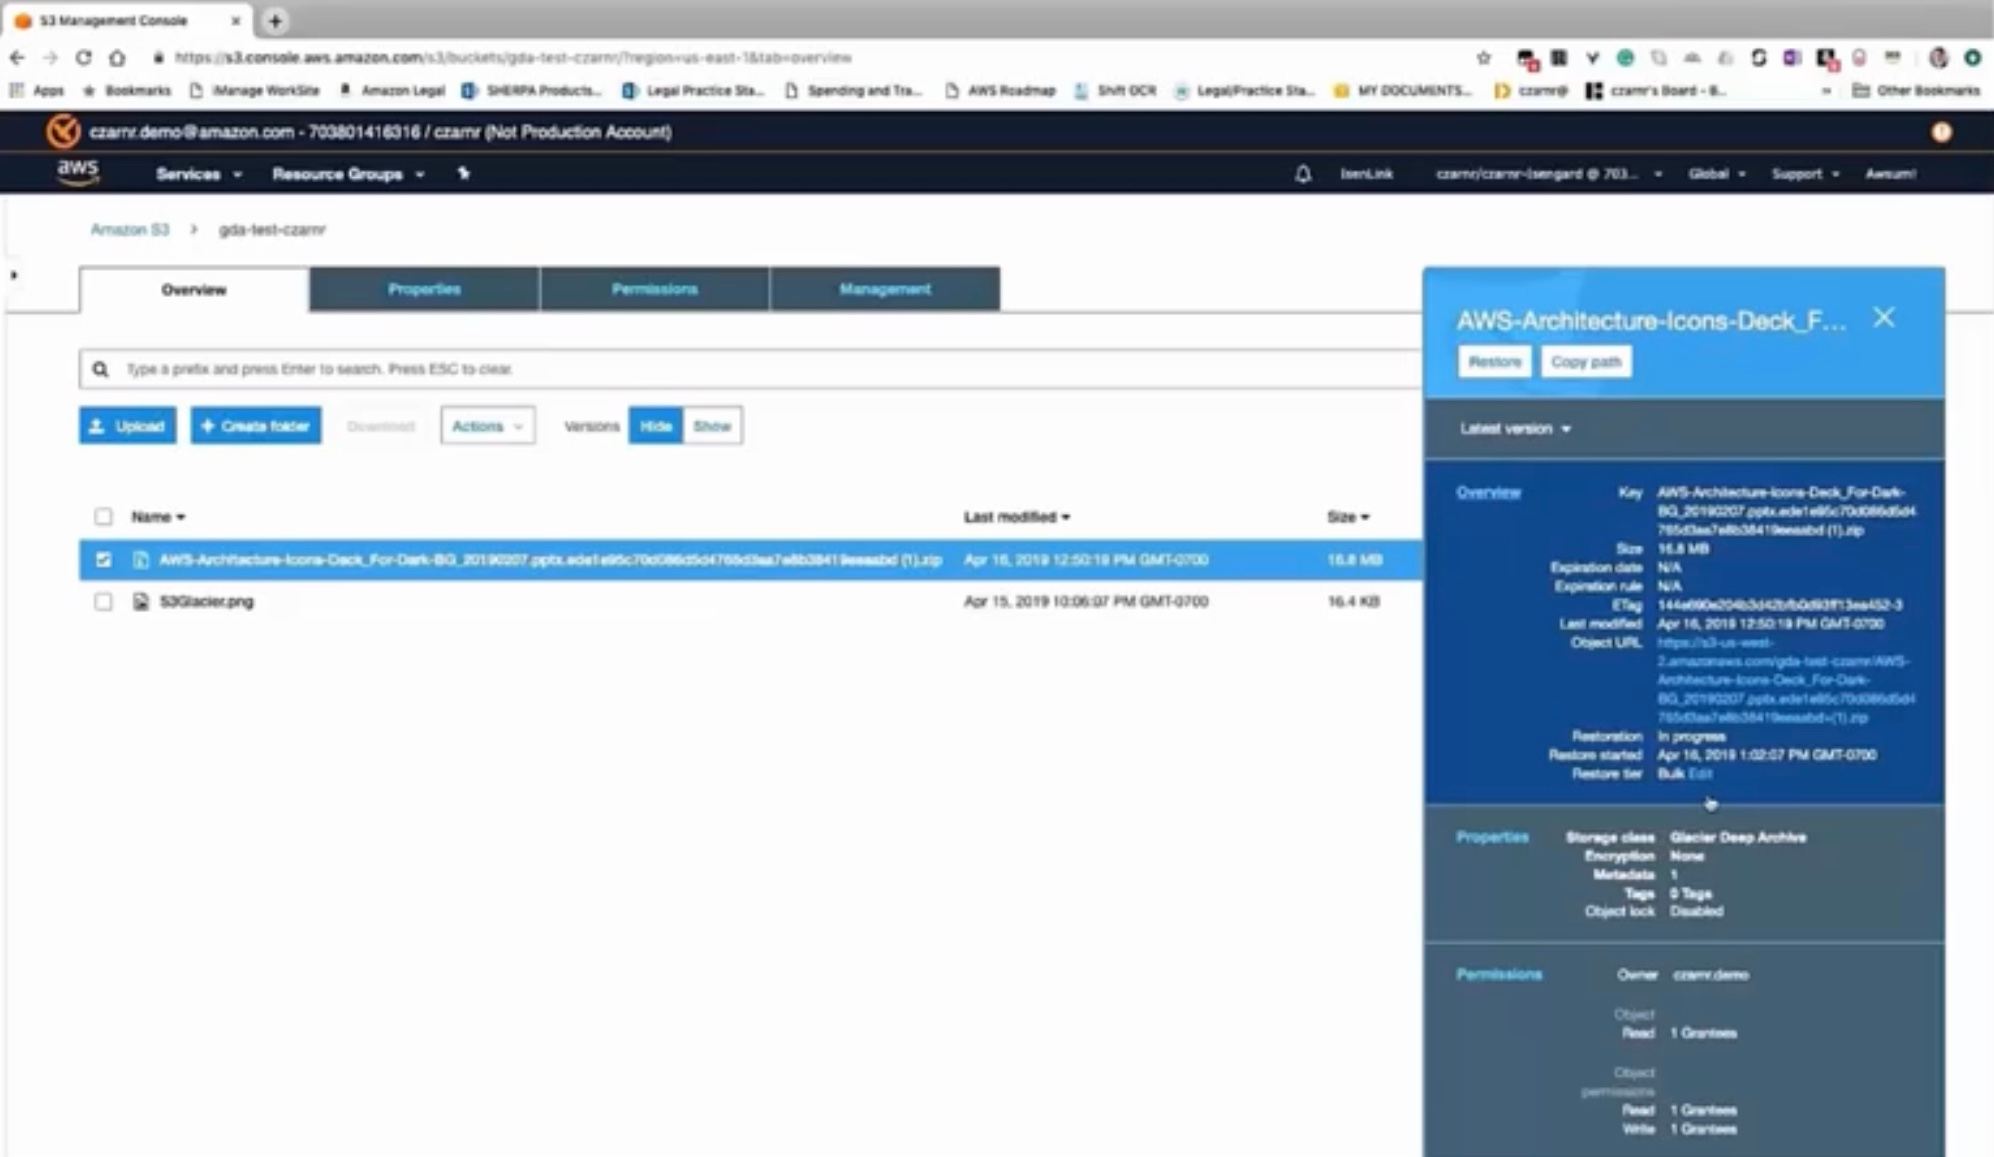 S3 Management Console
https://s3.console.aws.amazon.com/s3/buckets/gda-test-czarnr/?region=us-east-1&tab=overview
Apps Bookmarks iManage WorkSite Amazon Legal SHERPA Products... Legal Practice Sta... Spending and Tra... AWS Roadmap Shift OCR Legal/Practice Sta... MY DOCUMENTS... czarnr@ czarnr's Board - B... » Other Bookmarks
czarnr.demo@amazon.com - 703801416316 / czarnr (Not Production Account)
aws Services Resource Groups IsenLink czarnr/czarnr-Isengard @ 703... Global Support Awsum!
Amazon S3 > gda-test-czarnr
Overview Properties Permissions Management
Type a prefix and press Enter to search. Press ESC to clear.
Upload + Create folder Download Actions Versions Hide Show
Name Last modified Size
AWS-Architecture-Icons-Deck_For-Dark-BG_20190207.pptx.ede1e95c70d086d5d4765d3aa7e8b38419eeaabd (1).zip Apr 16, 2019 12:50:19 PM GMT-0700 16.8 MB
S3Glacier.png Apr 15, 2019 10:06:07 PM GMT-0700 16.4 KB
AWS-Architecture-Icons-Deck_F...
Restore Copy path
Latest version
Overview Key AWS-Architecture-Icons-Deck_For-Dark-
BG_20190207.pptx.ede1e95c70d086d5d4
765d3aa7e8b38419eeaabd (1).zip
Size 16.8 MB
Expiration date N/A
Expiration rule N/A
ETag
Last modified Apr 16, 2019 12:50:19 PM GMT-0700
Object URL https://s3-us-west-
2.amazonaws.com/gda-test-czarnr/AWS-
Architecture-Icons-Deck_For-Dark-
BG_20190207.pptx.ede1e95c70d086d5d4
765d3aa7e8b38419eeaabd+(1).zip
Restoration In progress
Restore started Apr 16, 2019 1:02:07 PM GMT-0700
Restore tier Bulk Edit
Properties Storage class Glacier Deep Archive
Encryption None
Metadata 1
Tags 0 Tags
Object lock Disabled
Permissions Owner czarnr.demo
Object
Read 1 Grantees
Object
permissions
Read 1 Grantees
Write 1 Grantees